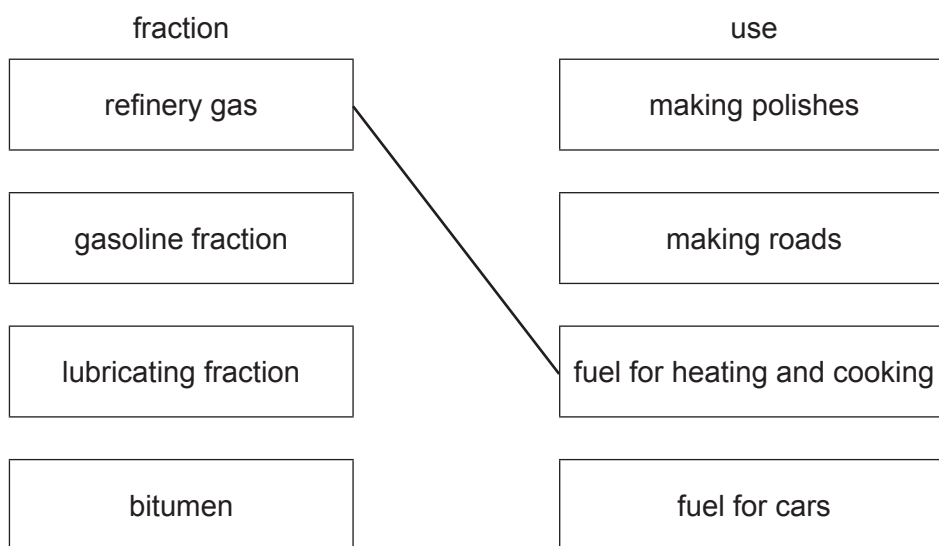 fraction
use
refinery gas
making polishes
gasoline fraction
making roads
lubricating fraction
fuel for heating and cooking
bitumen
fuel for cars